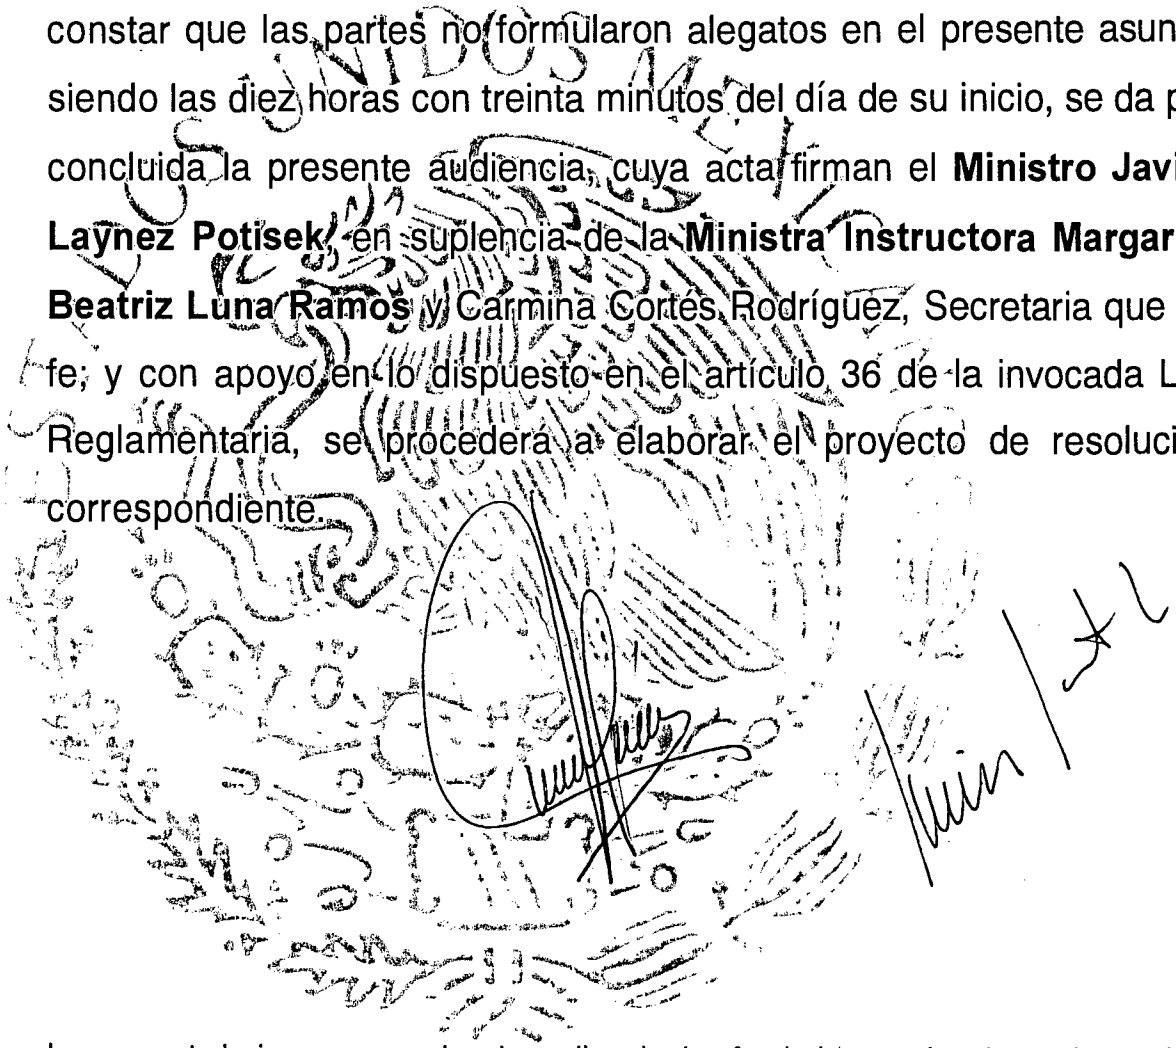 constar que las partes no formularon alegatos en el presente asun
siendo las diez horas con treinta minutos del día de su inicio, se da p
concluida la presente audiencia, cuya acta firman el Ministro Javi
Laynez Potisek, en suplencia de la Ministra Instructora Margar
Beatriz Luna Ramos y Carmina Cortés Rodríguez, Secretaria que
fe; y con apoyo en lo dispuesto en el artículo 36 de la invocada L
Reglamentaria, se procederá a elaborar el proyecto de resoluci
correspondiente.
UNIDOS MEXIC